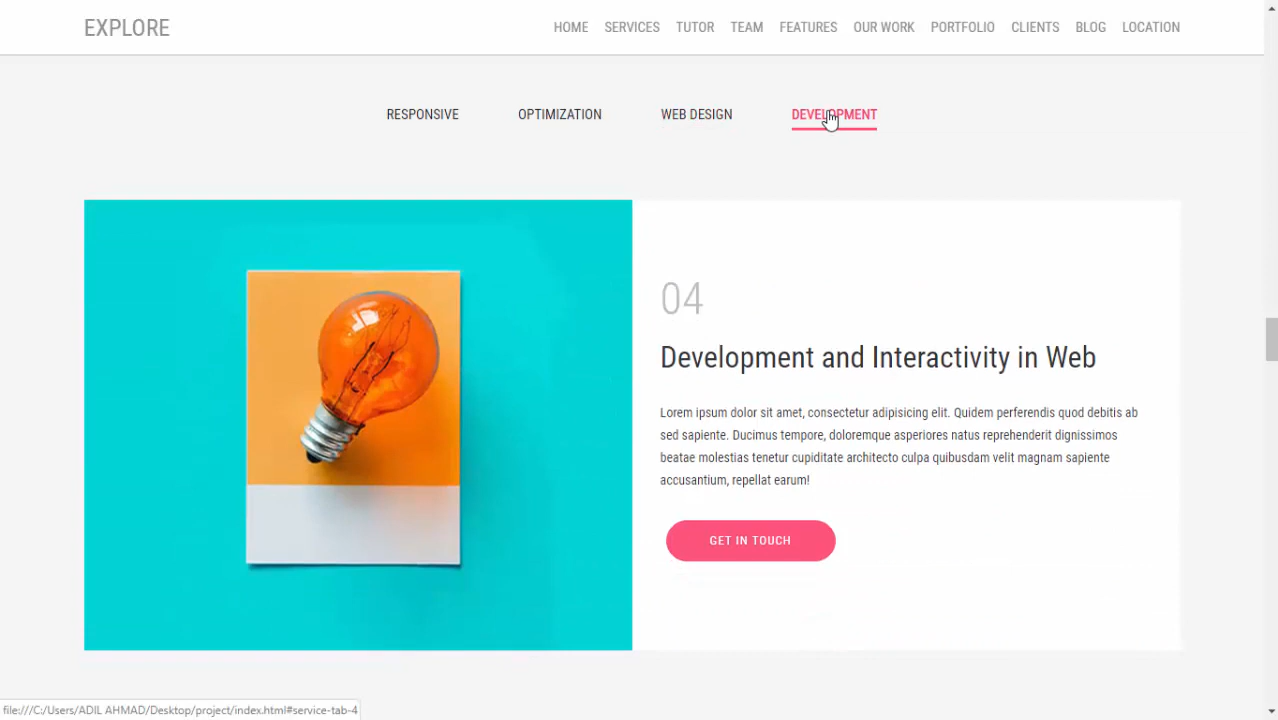 EXPLORE
HOME SERVICES TUTOR TEAM FEATURES OUR WORK PORTFOLIO CLIENTS BLOG LOCATION
RESPONSIVE OPTIMIZATION WEB DESIGN DEVELOPMENT
04
Development and Interactivity in Web
Lorem ipsum dolor sit amet, consectetur adipisicing elit. Quidem perferendis quod debitis ab
sed sapiente. Ducimus tempore, doloremque asperiores natus reprehenderit dignissimos
beatae molestias tenetur cupiditate architecto culpa quibusdam velit magnam sapiente
accusantium, repellat earum!
GET IN TOUCH
file:///C:/Users/ADIL AHMAD/Desktop/project/index.html#service-tab-4